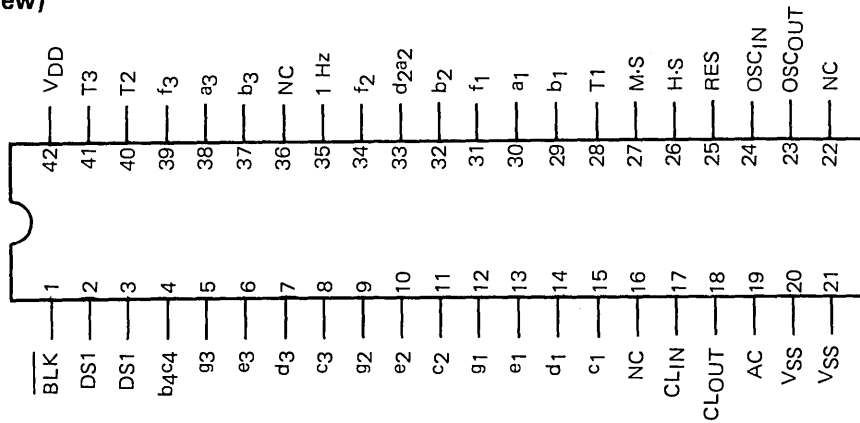 ew)
VDD
T3
T2
f3
a3
b3
NC
1 Hz
f2
d2a2
b2
f1
a1
b1
T1
M·S
H·S
RES
OSCIN
OSCOUT
NC
42
41
40
39
38
37
36
35
34
33
32
31
30
29
28
27
26
25
24
23
22
1
2
3
4
5
6
7
8
9
10
11
12
13
14
15
16
17
18
19
20
21
BLK
DS1
DS1
b4c4
g3
e3
d3
c3
g2
e2
c2
g1
e1
d1
c1
NC
CLIN
CLOUT
AC
VSS
VSS